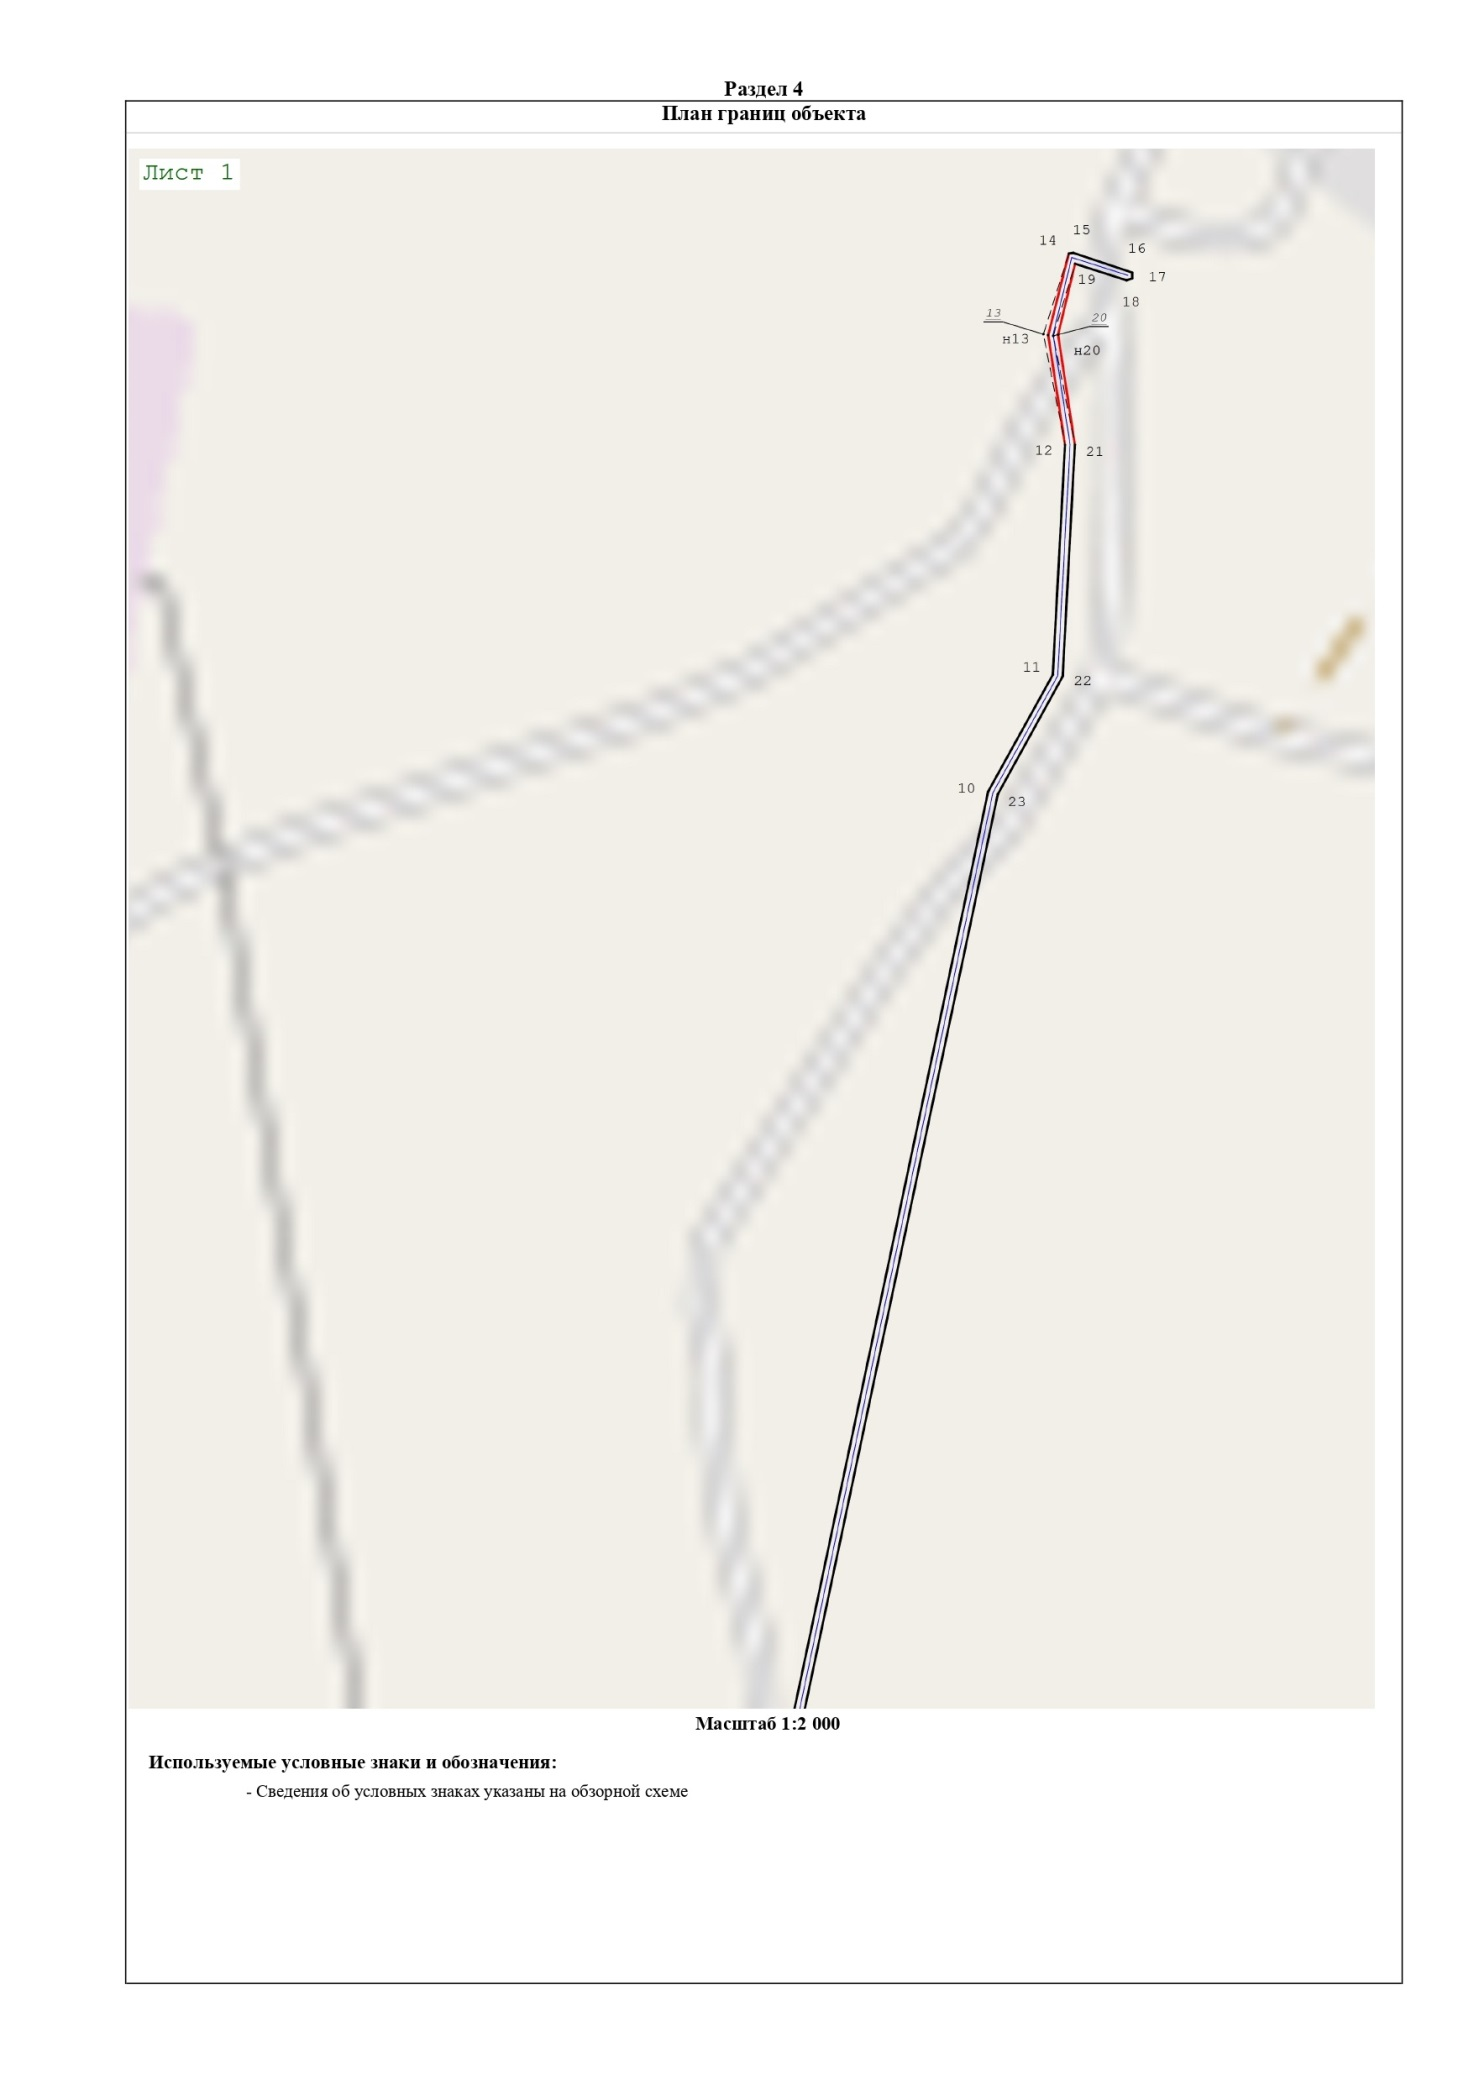 Раздел 4
План границ объекта
Лист 1
15
14
16
19
17
18
13
20
н13
н20
12
21
11
22
10
23
Масштаб 1:2 000
Используемые условные знаки и обозначения:
- Сведения об условных знаках указаны на обзорной схеме